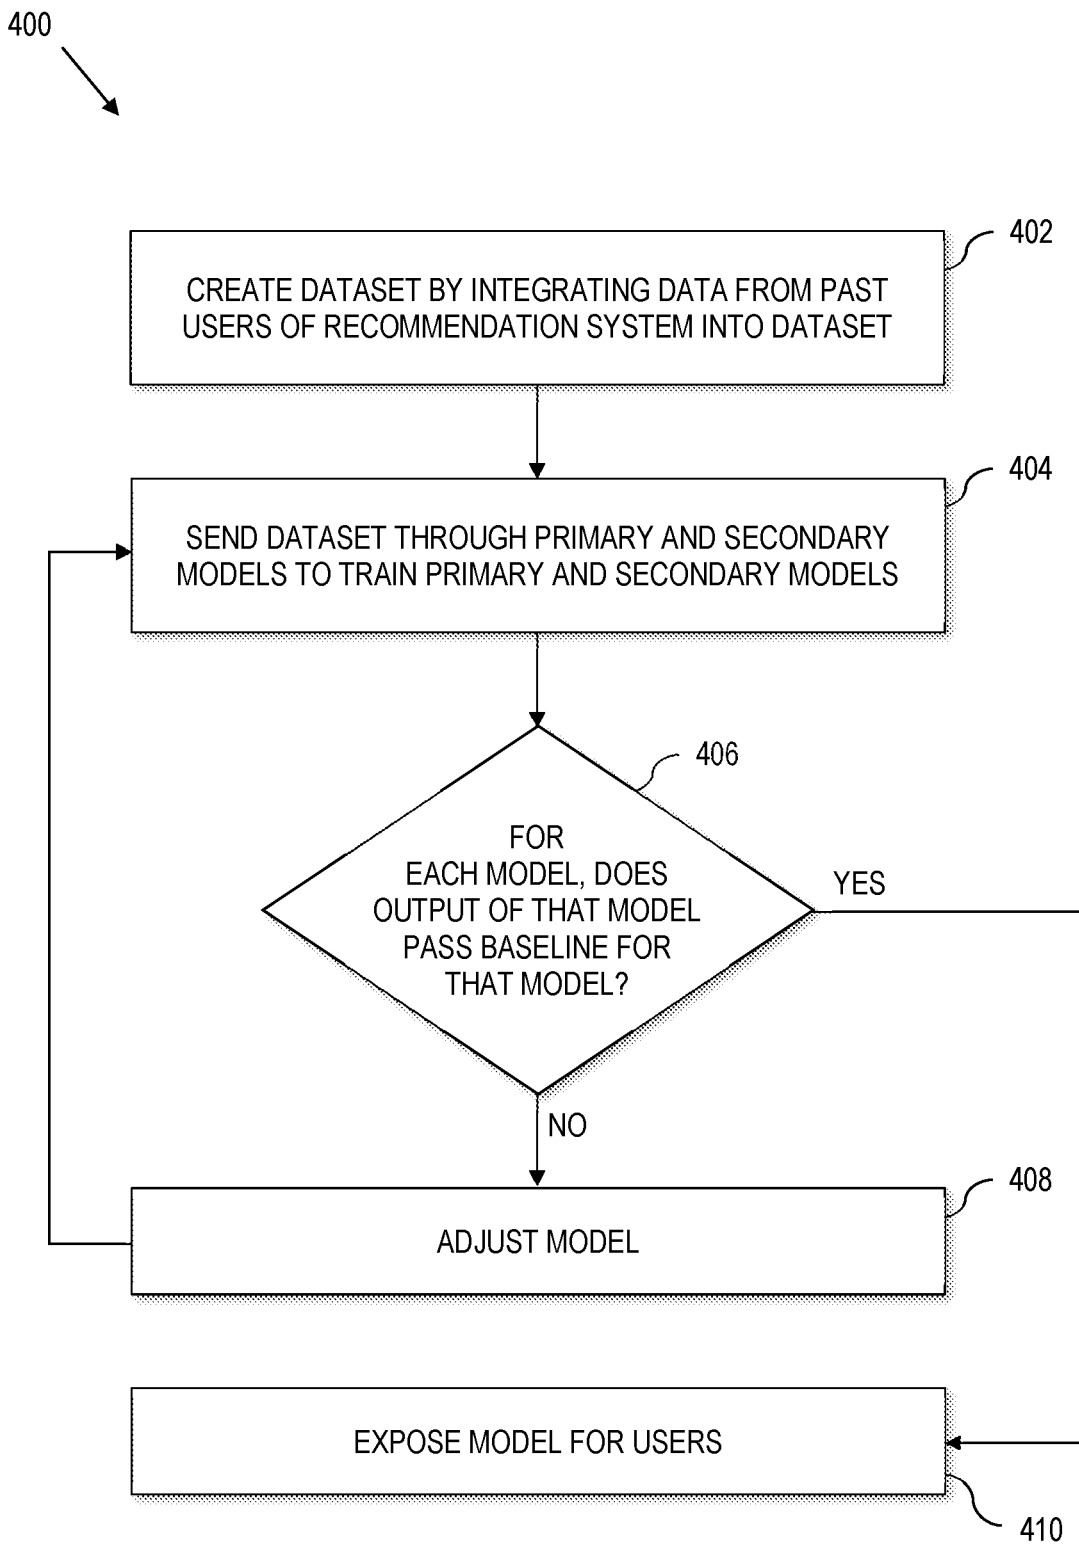 400
402
CREATE DATASET BY INTEGRATING DATA FROM PAST
USERS OF RECOMMENDATION SYSTEM INTO DATASET
404
SEND DATASET THROUGH PRIMARY AND SECONDARY
MODELS TO TRAIN PRIMARY AND SECONDARY MODELS
406
FOR
EACH MODEL, DOES
OUTPUT OF THAT MODEL
PASS BASELINE FOR
THAT MODEL?
YES
NO
408
ADJUST MODEL
EXPOSE MODEL FOR USERS
410